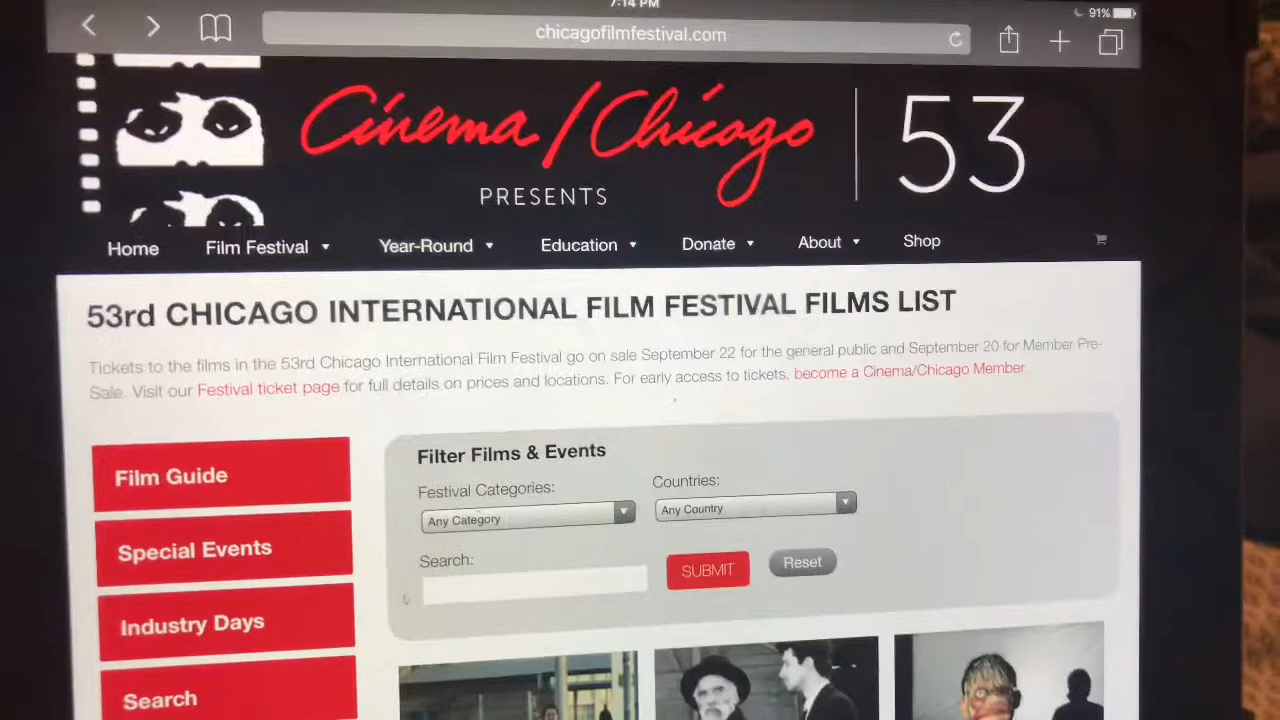 7:14 PM
91%
chicagofilmfestival.com
Cinema/Chicago
PRESENTS
53
Home Film Festival Year-Round Education Donate About Shop
53rd CHICAGO INTERNATIONAL FILM FESTIVAL FILMS LIST
Tickets to the films in the 53rd Chicago International Film Festival go on sale September 22 for the general public and September 20 for Member Pre-
Sale. Visit our Festival ticket page for full details on prices and locations. For early access to tickets, become a Cinema/Chicago Member
Film Guide
Special Events
Industry Days
Search
Filter Films & Events
Festival Categories:
Countries:
Any Category
Any Country
Search:
SUBMIT
Reset